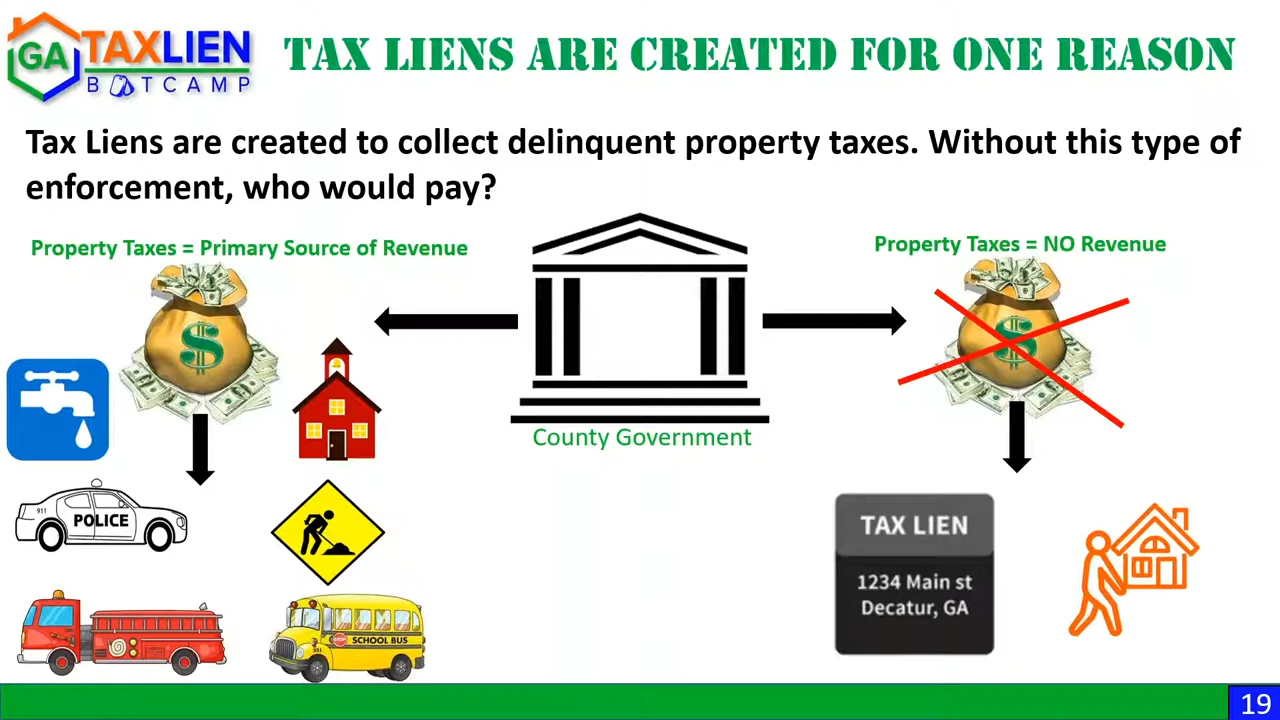 GA TAXLIEN
BOOTCAMP
TAX LIENS ARE CREATED FOR ONE REASON
Tax Liens are created to collect delinquent property taxes. Without this type of
enforcement, who would pay?
Property Taxes = Primary Source of Revenue
Property Taxes = NO Revenue
$
$
County Government
911
POLICE
STOP
SCHOOL BUS
TAX LIEN
1234 Main st
Decatur, GA
19